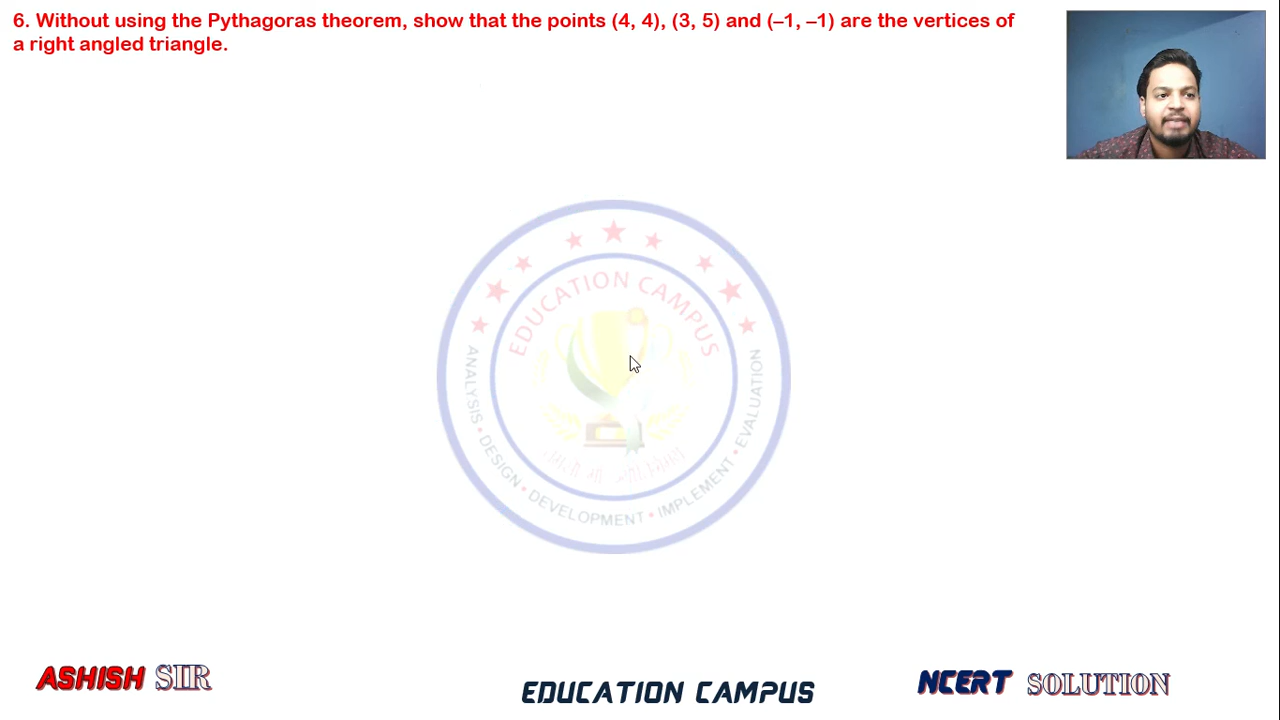 6. Without using the Pythagoras theorem, show that the points (4, 4), (3, 5) and (–1, –1) are the vertices of
a right angled triangle.
EDUCATION CAMPUS
ANALYSIS • DESIGN • DEVELOPMENT • IMPLEMENT • EVALUATION
ASHISH SIR
EDUCATION CAMPUS
NCERT SOLUTION